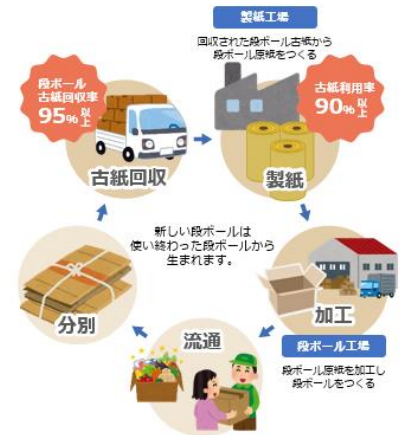 製紙工場
回収された段ボール古紙から
段ボール原紙をつくる
段ボール
古紙回収率
95%以上
古紙利用率
90%以上
古紙回収
製紙
新しい段ボールは
使い終わった段ボールから
生まれます。
分別
加工
流通
段ボール工場
段ボール原紙を加工し
段ボールをつくる